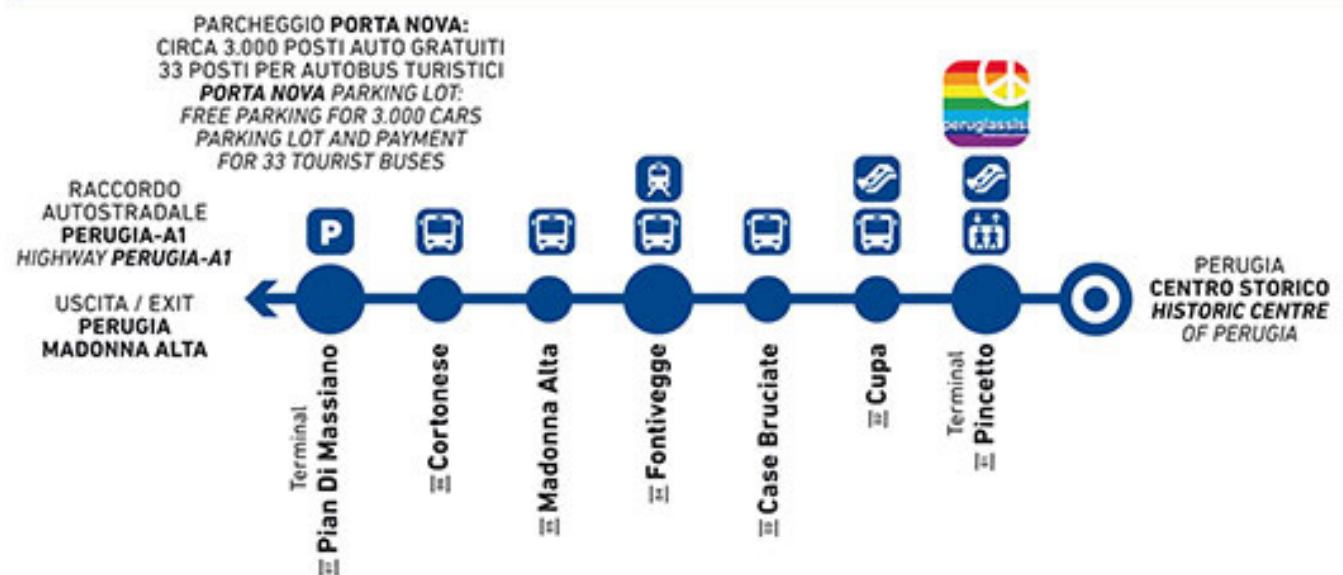 PARCHEGGIO PORTA NOVA:
CIRCA 3.000 POSTI AUTO GRATUITI
33 POSTI PER AUTOBUS TURISTICI
PORTA NOVA PARKING LOT:
FREE PARKING FOR 3.000 CARS
PARKING LOT AND PAYMENT
FOR 33 TOURIST BUSES
peruglassis
RACCORDO
AUTOSTRADALE
PERUGIA-A1
HIGHWAY PERUGIA-A1
USCITA / EXIT
PERUGIA
MADONNA ALTA
P
PERUGIA
CENTRO STORICO
HISTORIC CENTRE
OF PERUGIA
Terminal
Pian Di Massiano
Cortonese
Madonna Alta
Fontivegge
Case Bruciate
Cupa
Terminal
Pincetto